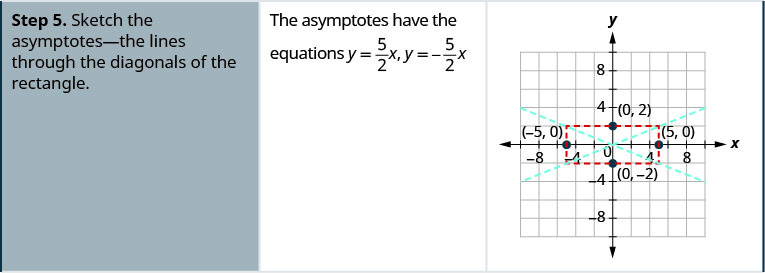 Step 5. Sketch the
asymptotes—the lines
through the diagonals of the
rectangle.
The asymptotes have the
equations y = 5/2 x, y = −5/2 x
y
8
4
(0, 2)
(−5, 0)
(5, 0)
x
−8
−4
0
4
8
(0, −2)
−4
−8